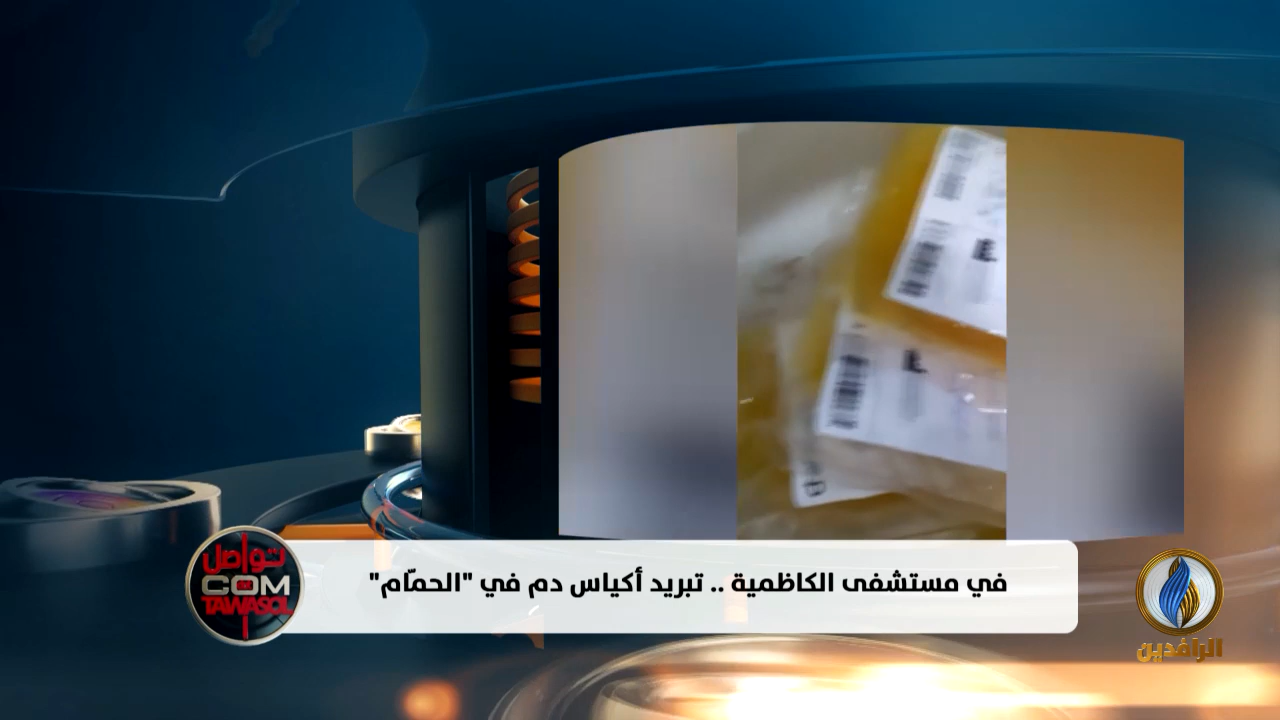 في مستشفى الكاظمية .. تبريد أكياس دم في "الحمّام"
تواصل
COM
TAWASOL
الرافدين